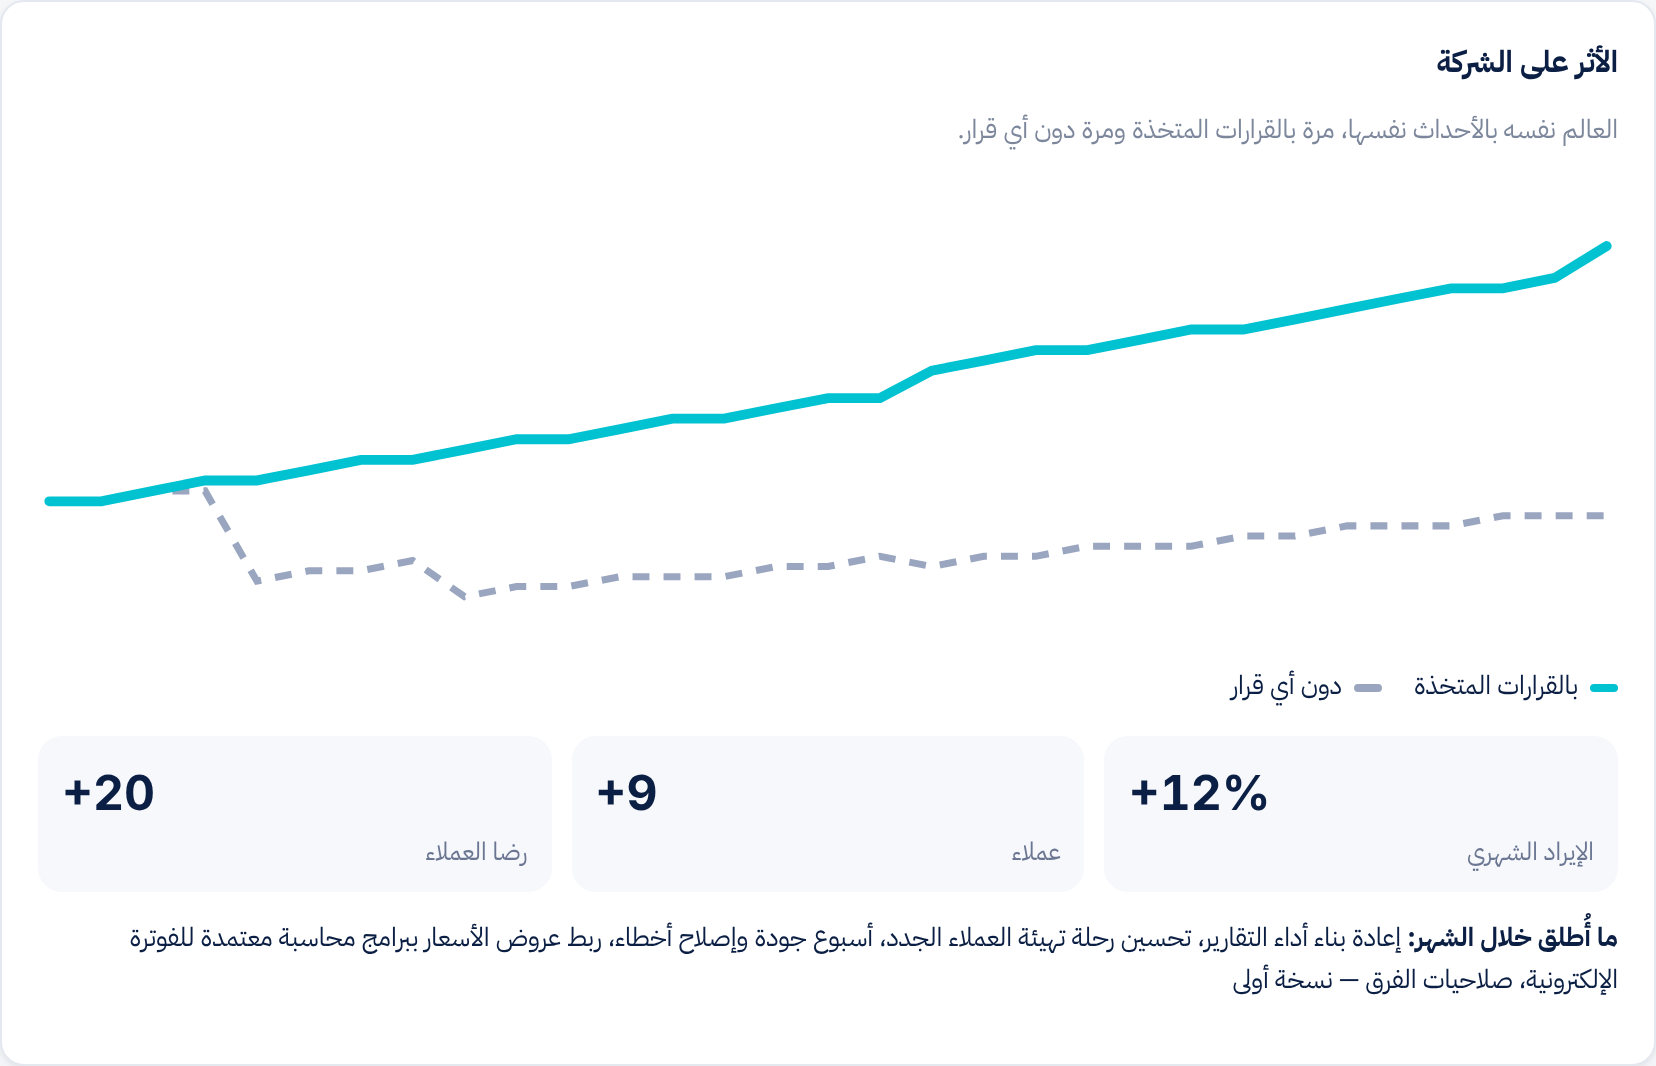 الأثر على الشركة
العالم نفسه بالأحداث نفسها، مرة بالقرارات المتخذة ومرة دون أي قرار.
بالقرارات المتخذة
دون أي قرار
+12%
الإيراد الشهري
+9
عملاء
+20
رضا العملاء
ما أُطلق خلال الشهر: إعادة بناء أداء التقارير، تحسين رحلة تهيئة العملاء الجدد، أسبوع جودة وإصلاح أخطاء، ربط عروض الأسعار ببرامج محاسبة معتمدة للفوترة
الإلكترونية، صلاحيات الفرق — نسخة أولى